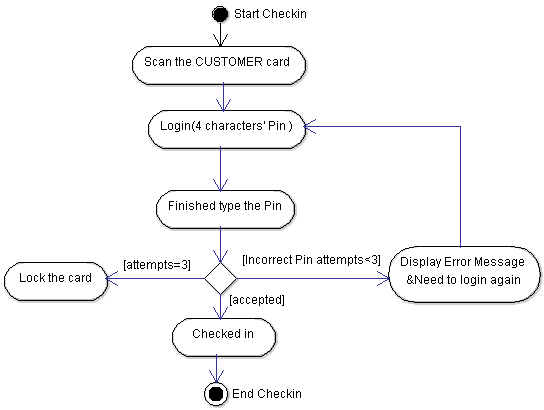 Start Checkin
Scan the CUSTOMER card
Login(4 characters' Pin )
Finished type the Pin
[attempts=3]
[Incorrect Pin attempts<3]
Display Error Message
&Need to login again
Lock the card
[accepted]
Checked in
End Checkin